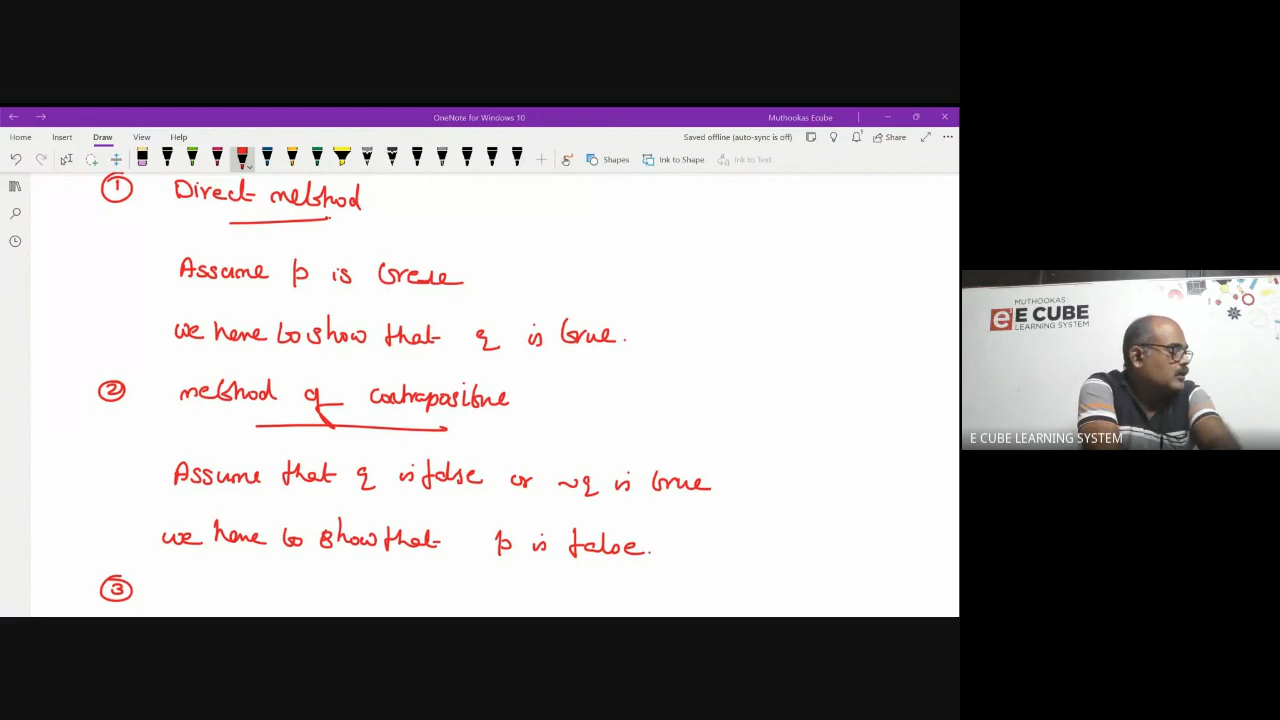 OneNote for Windows 10
Muthookas Ecube
Home Insert Draw View Help
Saved offline (auto-sync is off)
Share
Shapes
Ink to Shape
Ink to Text
① Direct method
Assume p is true
we have to show that q is true.
② method of contrapositive
Assume that q is false or ~q is true
we have to show that p is false.
③
MUTHOOKAS
e E CUBE
LEARNING SYSTEM
E CUBE LEARNING SYSTEM